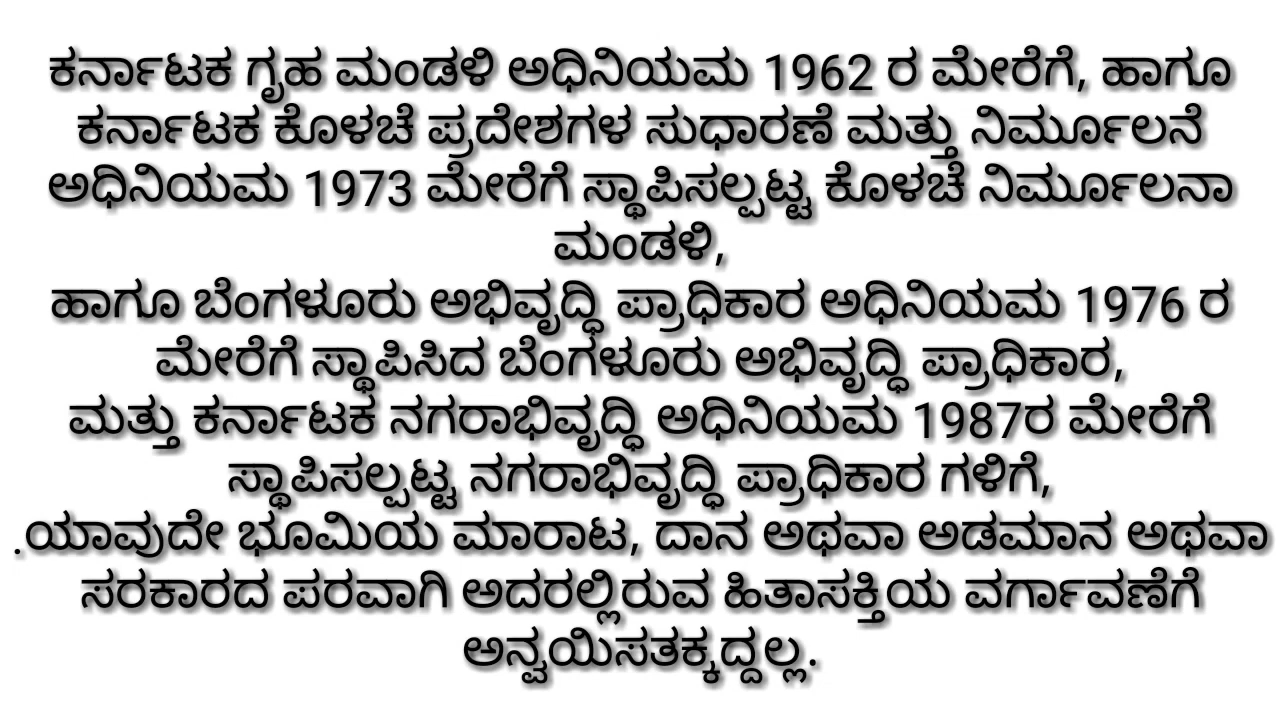 ಕರ್ನಾಟಕ ಗೃಹ ಮಂಡಳಿ ಅಧಿನಿಯಮ 1962 ರ ಮೇರೆಗೆ, ಹಾಗೂ
ಕರ್ನಾಟಕ ಕೊಳಚೆ ಪ್ರದೇಶಗಳ ಸುಧಾರಣೆ ಮತ್ತು ನಿರ್ಮೂಲನೆ
ಅಧಿನಿಯಮ 1973 ಮೇರೆಗೆ ಸ್ಥಾಪಿಸಲ್ಪಟ್ಟ ಕೊಳಚೆ ನಿರ್ಮೂಲನಾ
ಮಂಡಳಿ,
ಹಾಗೂ ಬೆಂಗಳೂರು ಅಭಿವೃದ್ಧಿ ಪ್ರಾಧಿಕಾರ ಅಧಿನಿಯಮ 1976 ರ
ಮೇರೆಗೆ ಸ್ಥಾಪಿಸಿದ ಬೆಂಗಳೂರು ಅಭಿವೃದ್ಧಿ ಪ್ರಾಧಿಕಾರ,
ಮತ್ತು ಕರ್ನಾಟಕ ನಗರಾಭಿವೃದ್ಧಿ ಅಧಿನಿಯಮ 1987ರ ಮೇರೆಗೆ
ಸ್ಥಾಪಿಸಲ್ಪಟ್ಟ ನಗರಾಭಿವೃದ್ಧಿ ಪ್ರಾಧಿಕಾರ ಗಳಿಗೆ,
.ಯಾವುದೇ ಭೂಮಿಯ ಮಾರಾಟ, ದಾನ ಅಥವಾ ಅಡಮಾನ ಅಥವಾ
ಸರಕಾರದ ಪರವಾಗಿ ಅದರಲ್ಲಿರುವ ಹಿತಾಸಕ್ತಿಯ ವರ್ಗಾವಣೆಗೆ
ಅನ್ವಯಿಸತಕ್ಕದ್ದಲ್ಲ.